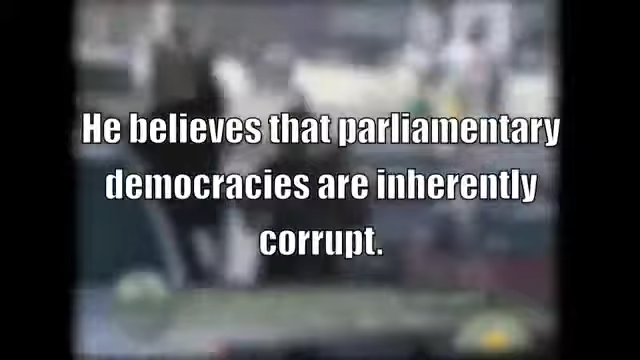 He believes that parliamentary
democracies are inherently
corrupt.